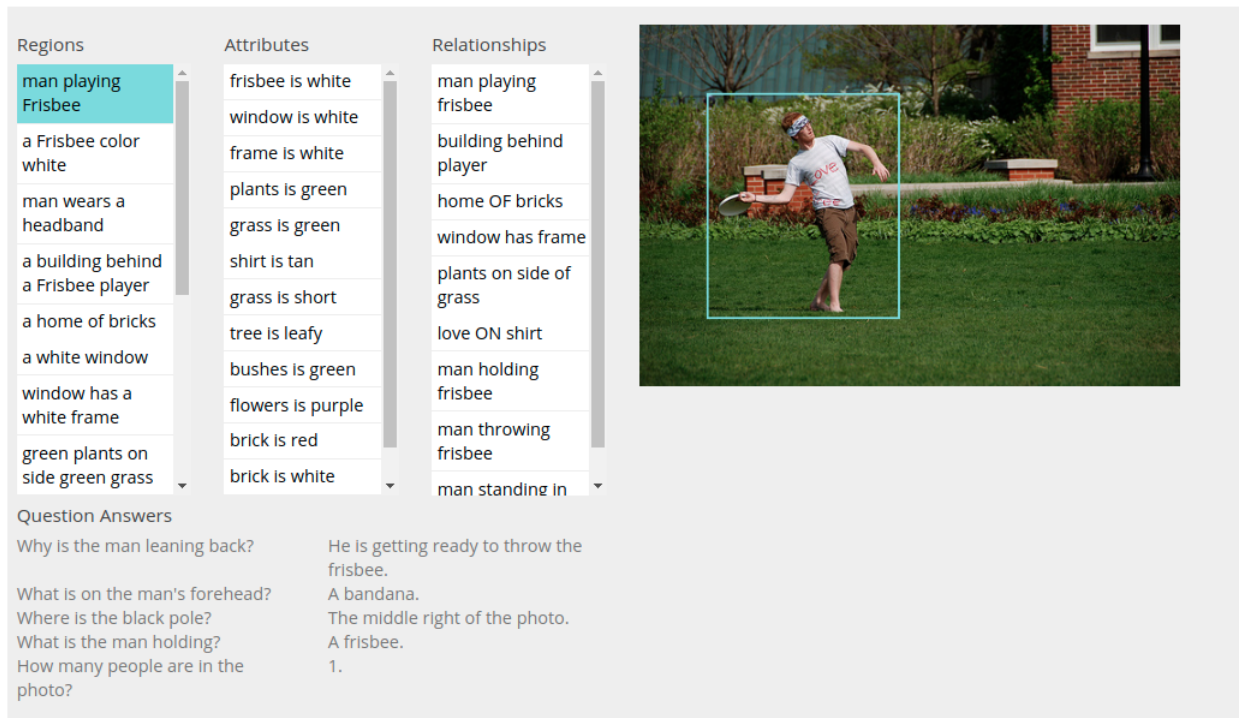 Regions
man playing
Frisbee
a Frisbee color
white
man wears a
headband
a building behind
a Frisbee player
a home of bricks
a white window
window has a
white frame
green plants on
side green grass
Attributes
frisbee is white
window is white
frame is white
plants is green
grass is green
shirt is tan
grass is short
tree is leafy
bushes is green
flowers is purple
brick is red
brick is white
Relationships
man playing
frisbee
building behind
player
home OF bricks
window has frame
plants on side of
grass
love ON shirt
man holding
frisbee
man throwing
frisbee
man standing in
love
Question Answers
Why is the man leaning back?
He is getting ready to throw the
frisbee.
What is on the man's forehead?
A bandana.
Where is the black pole?
The middle right of the photo.
What is the man holding?
A frisbee.
How many people are in the
photo?
1.